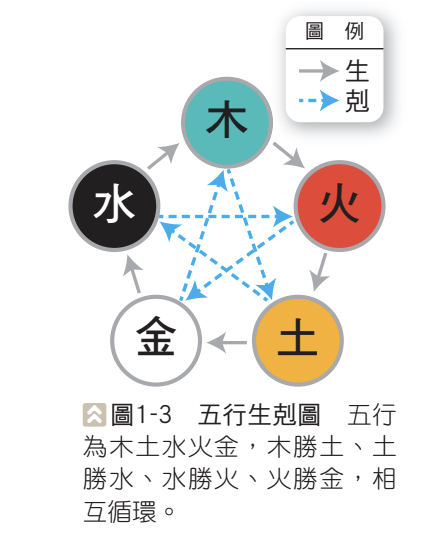 圖 例
生
剋
木
水
火
金
土
圖1-3 五行生剋圖 五行
為木土水火金，木勝土、土
勝水、水勝火、火勝金，相
互循環。